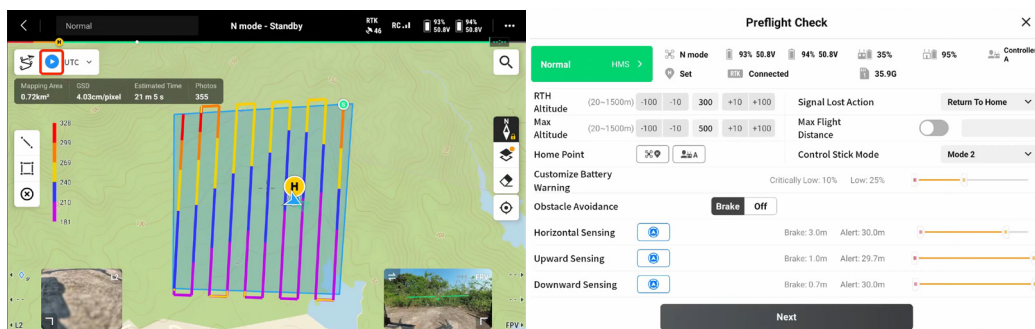 Normal
N mode - Standby
RTK
46
RC
93%
50.8V
94%
50.8V
UTC
Mapping Area GSD Estimated Time Photos
0.72km² 4.03cm/pixel 21 m 5 s 355
328
299
269
240
210
181
N
H
S
H
L2
FPV
L2
FPV
Preflight Check
Normal HMS
N mode 93% 50.8V 94% 50.8V 35% 95% Controller A
Set RTK Connected 35.9G
RTH Altitude (20~1500m) -100 -10 300 +10 +100 Signal Lost Action Return To Home
Max Altitude (20~1500m) -100 -10 500 +10 +100 Max Flight Distance
Home Point A Control Stick Mode Mode 2
Customize Battery Warning Critically Low: 10% Low: 25%
Obstacle Avoidance Brake Off
Horizontal Sensing Brake: 3.0m Alert: 30.0m
Upward Sensing Brake: 1.0m Alert: 29.7m
Downward Sensing Brake: 0.7m Alert: 30.0m
Next